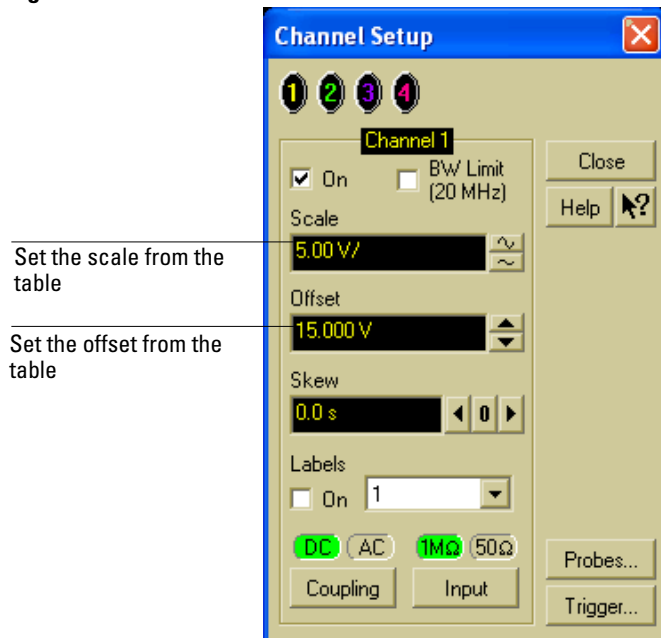 Channel Setup
1 2 3 4
Channel 1
On
BW Limit
(20 MHz)
Close
Help
Scale
5.00 V/
Set the scale from the
table
Offset
15.000 V
Set the offset from the
table
Skew
0.0 s
0
Labels
On
1
DC AC 1MΩ 50Ω
Coupling Input
Probes...
Trigger...